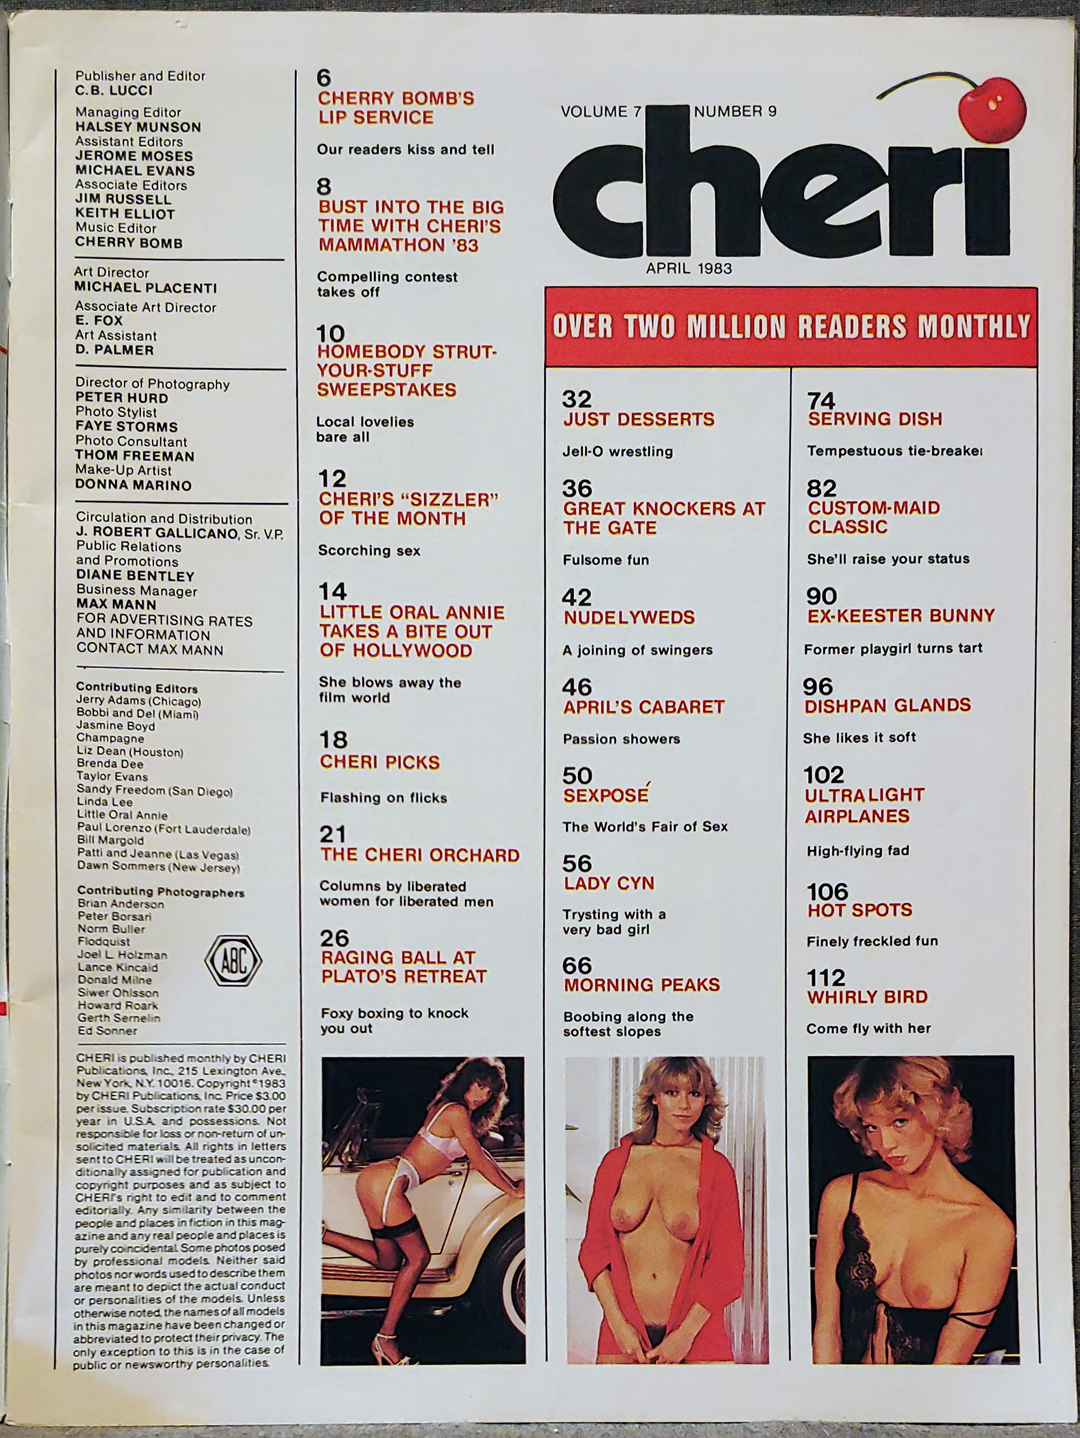 Publisher and Editor
C.B. LUCCI
Managing Editor
HALSEY MUNSON
Assistant Editors
JEROME MOSES
MICHAEL EVANS
Associate Editors
JIM RUSSELL
KEITH ELLIOT
Music Editor
CHERRY BOMB
Art Director
MICHAEL PLACENTI
Associate Art Director
E. FOX
Art Assistant
D. PALMER
Director of Photography
PETER HURD
Photo Stylist
FAYE STORMS
Photo Consultant
THOM FREEMAN
Make-Up Artist
DONNA MARINO
Circulation and Distribution
J. ROBERT GALLICANO, Sr. V.P.
Public Relations
and Promotions
DIANE BENTLEY
Business Manager
MAX MANN
FOR ADVERTISING RATES
AND INFORMATION
CONTACT MAX MANN
Contributing Editors
Jerry Adams (Chicago)
Bobbi and Del (Miami)
Jasmine Boyd
Champagne
Liz Dean (Houston)
Brenda Dee
Taylor Evans
Sandy Freedom (San Diego)
Linda Lee
Little Oral Annie
Paul Lorenzo (Fort Lauderdale)
Bill Margold
Patti and Jeanne (Las Vegas)
Dawn Sommers (New Jersey)
Contributing Photographers
Brian Anderson
Peter Borsari
Norm Buller
Flodquist
Joel L. Holzman
Lance Kincaid
Donald Milne
Siwer Ohlsson
Howard Roark
Gerth Sernelin
Ed Sonner
ABC
CHERI is published monthly by CHERI
Publications, Inc., 215 Lexington Ave.,
New York, N.Y. 10016. Copyright ©1983
by CHERI Publications, Inc. Price $3.00
per issue. Subscription rate $30.00 per
year in U.S.A. and possessions. Not
responsible for loss or non-return of un-
solicited materials. All rights in letters
sent to CHERI will be treated as uncon-
ditionally assigned for publication and
copyright purposes and as subject to
CHERI's right to edit and to comment
editorially. Any similarity between the
people and places in fiction in this mag-
azine and any real people and places is
purely coincidental. Some photos posed
by professional models. Neither said
photos nor words used to describe them
are meant to depict the actual conduct
or personalities of the models. Unless
otherwise noted, the names of all models
in this magazine have been changed or
abbreviated to protect their privacy. The
only exception to this is in the case of
public or newsworthy personalities.
6
CHERRY BOMB'S
LIP SERVICE
Our readers kiss and tell
8
BUST INTO THE BIG
TIME WITH CHERI'S
MAMMATHON '83
Compelling contest
takes off
10
HOMEBODY STRUT-
YOUR-STUFF
SWEEPSTAKES
Local lovelies
bare all
12
CHERI'S “SIZZLER”
OF THE MONTH
Scorching sex
14
LITTLE ORAL ANNIE
TAKES A BITE OUT
OF HOLLYWOOD
She blows away the
film world
18
CHERI PICKS
Flashing on flicks
21
THE CHERI ORCHARD
Columns by liberated
women for liberated men
26
RAGING BALL AT
PLATO'S RETREAT
Foxy boxing to knock
you out
VOLUME 7 NUMBER 9
cheri
APRIL 1983
OVER TWO MILLION READERS MONTHLY
32
JUST DESSERTS
Jell-O wrestling
36
GREAT KNOCKERS AT
THE GATE
Fulsome fun
42
NUDELYWEDS
A joining of swingers
46
APRIL'S CABARET
Passion showers
50
SEXPOSÉ
The World's Fair of Sex
56
LADY CYN
Trysting with a
very bad girl
66
MORNING PEAKS
Boobing along the
softest slopes
74
SERVING DISH
Tempestuous tie-breaker
82
CUSTOM-MAID
CLASSIC
She'll raise your status
90
EX-KEESTER BUNNY
Former playgirl turns tart
96
DISHPAN GLANDS
She likes it soft
102
ULTRALIGHT
AIRPLANES
High-flying fad
106
HOT SPOTS
Finely freckled fun
112
WHIRLY BIRD
Come fly with her